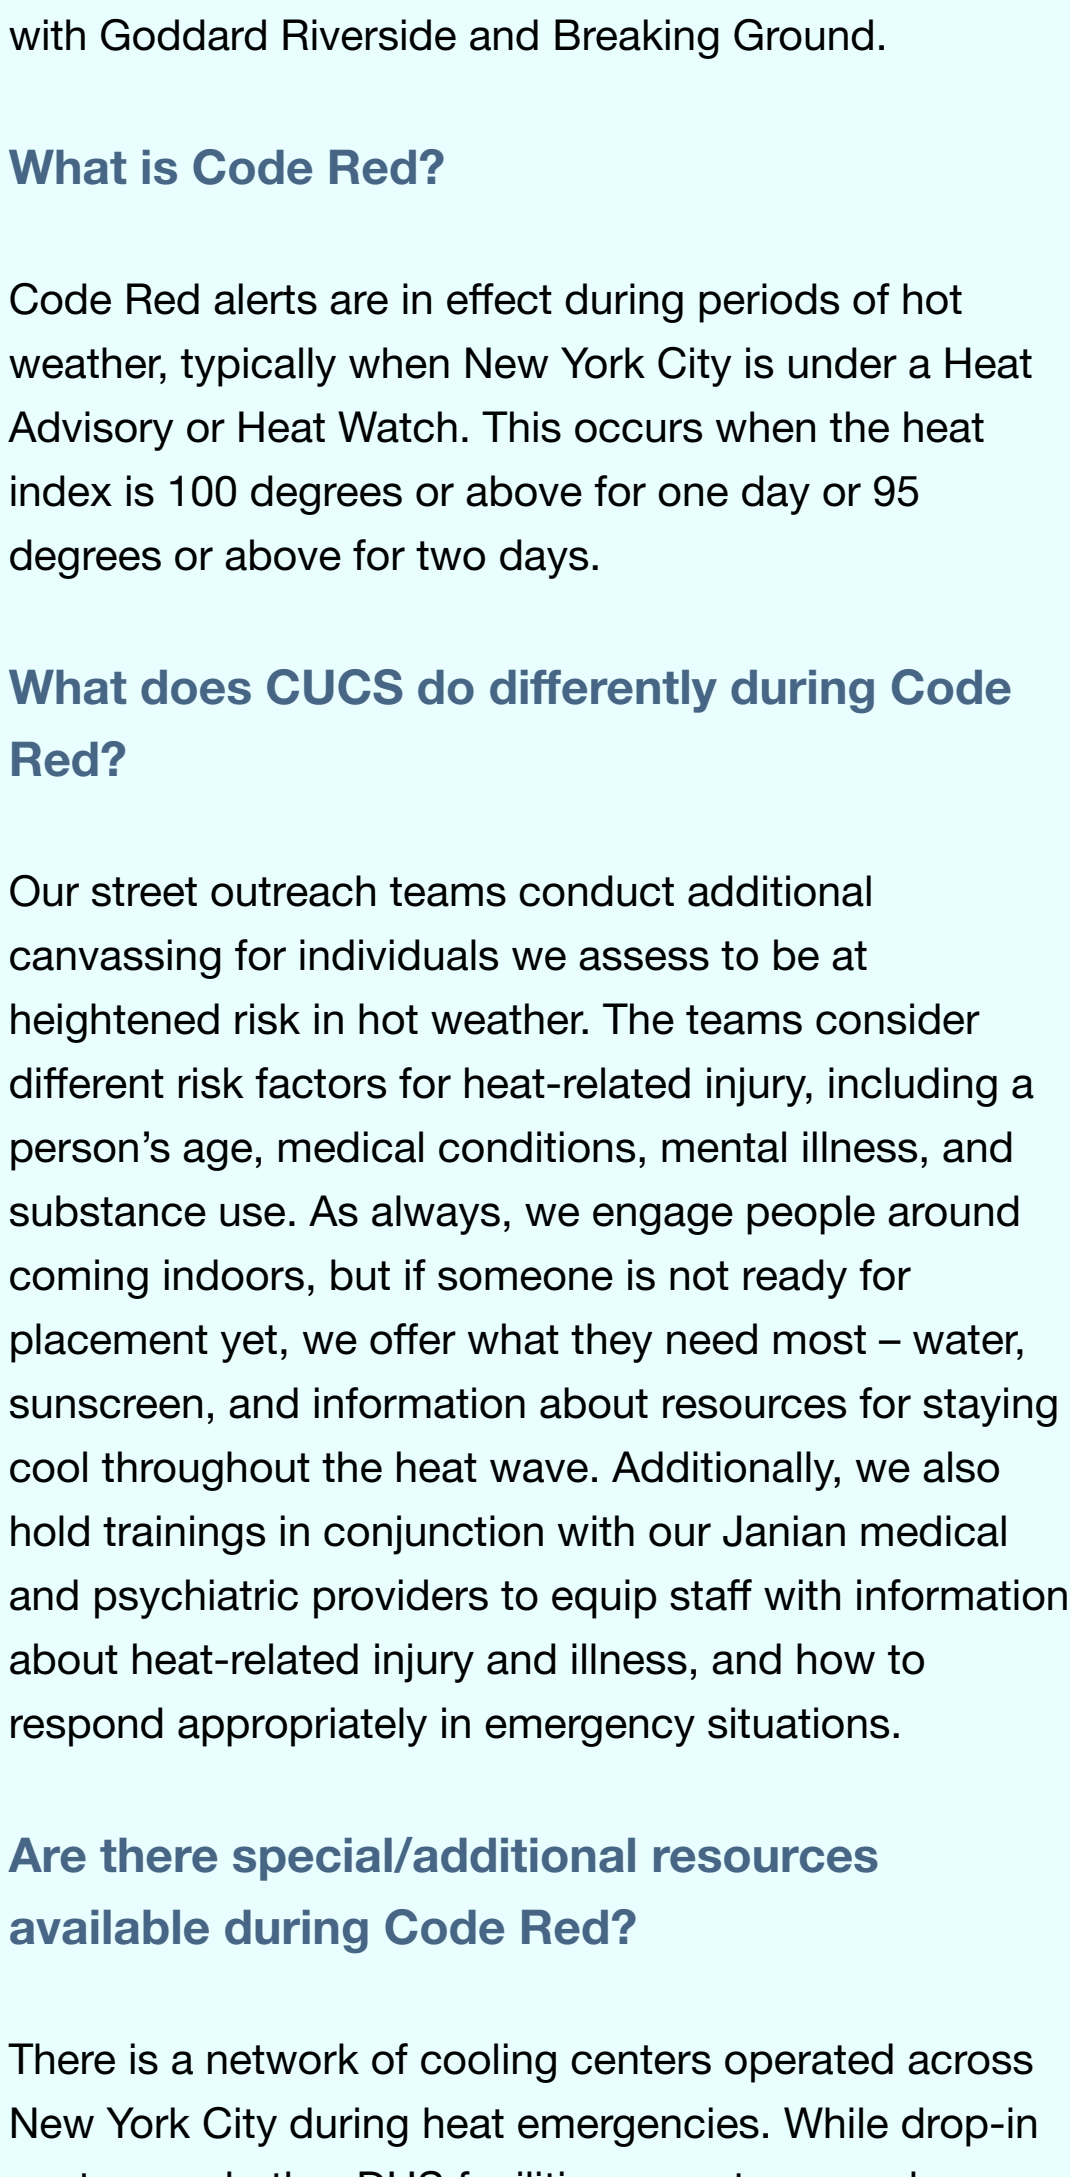 with Goddard Riverside and Breaking Ground.
What is Code Red?
Code Red alerts are in effect during periods of hot
weather, typically when New York City is under a Heat
Advisory or Heat Watch. This occurs when the heat
index is 100 degrees or above for one day or 95
degrees or above for two days.
What does CUCS do differently during Code
Red?
Our street outreach teams conduct additional
canvassing for individuals we assess to be at
heightened risk in hot weather. The teams consider
different risk factors for heat-related injury, including a
person’s age, medical conditions, mental illness, and
substance use. As always, we engage people around
coming indoors, but if someone is not ready for
placement yet, we offer what they need most – water,
sunscreen, and information about resources for staying
cool throughout the heat wave. Additionally, we also
hold trainings in conjunction with our Janian medical
and psychiatric providers to equip staff with information
about heat-related injury and illness, and how to
respond appropriately in emergency situations.
Are there special/additional resources
available during Code Red?
There is a network of cooling centers operated across
New York City during heat emergencies. While drop-in